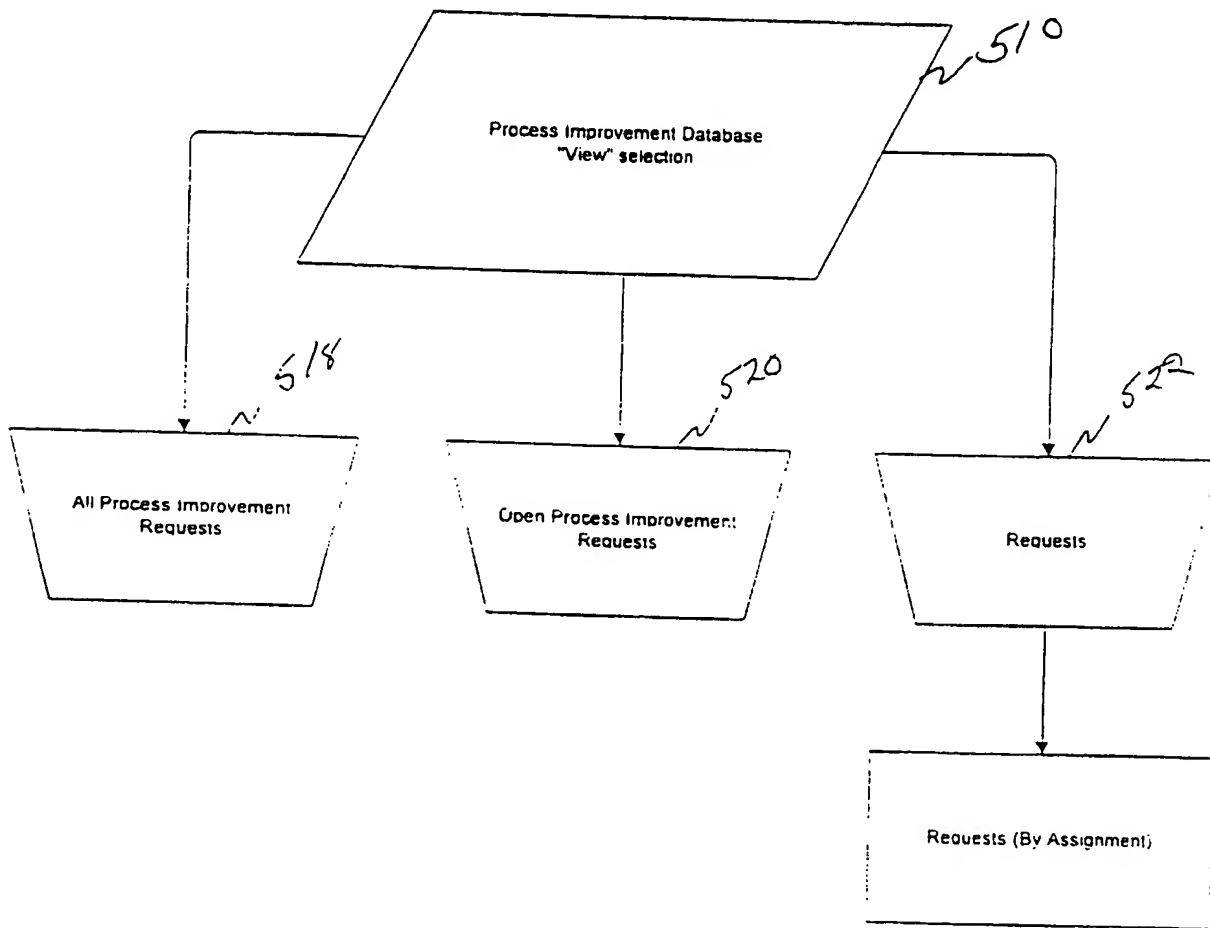 510
Process Improvement Database
"View" selection
518
520
522
All Process Improvement
Requests
Open Process Improvement
Requests
Requests
Requests (By Assignment)